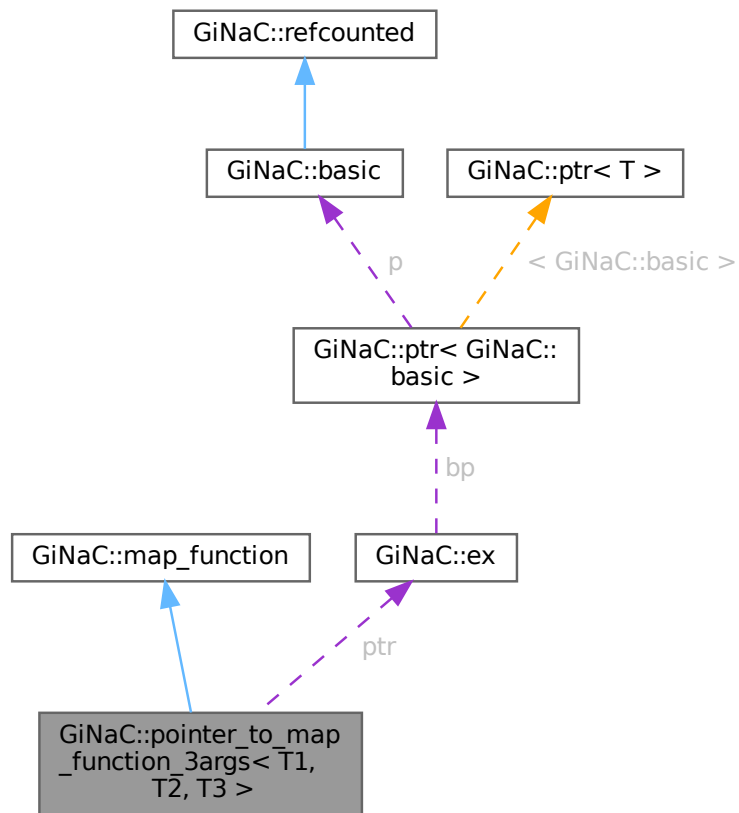 GiNaC::refcounted
GiNaC::basic
GiNaC::ptr< T >
p
< GiNaC::basic >
GiNaC::ptr< GiNaC::
basic >
bp
GiNaC::map_function
GiNaC::ex
ptr
GiNaC::pointer_to_map
_function_3args< T1,
T2, T3 >